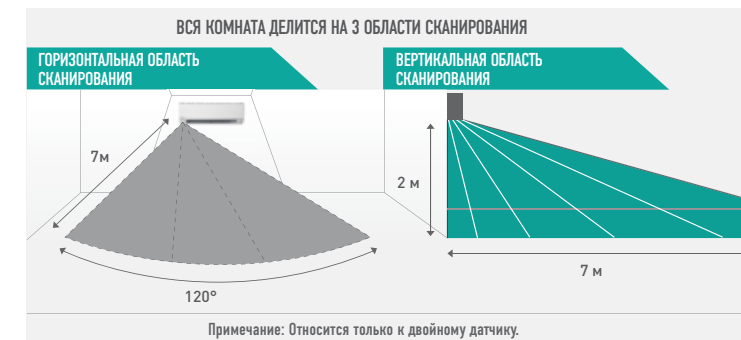 ВСЯ КОМНАТА ДЕЛИТСЯ НА 3 ОБЛАСТИ СКАНИРОВАНИЯ
ГОРИЗОНТАЛЬНАЯ ОБЛАСТЬ
СКАНИРОВАНИЯ
ВЕРТИКАЛЬНАЯ ОБЛАСТЬ
СКАНИРОВАНИЯ
7м
2 м
7 м
120°
Примечание: Относится только к двойному датчику.